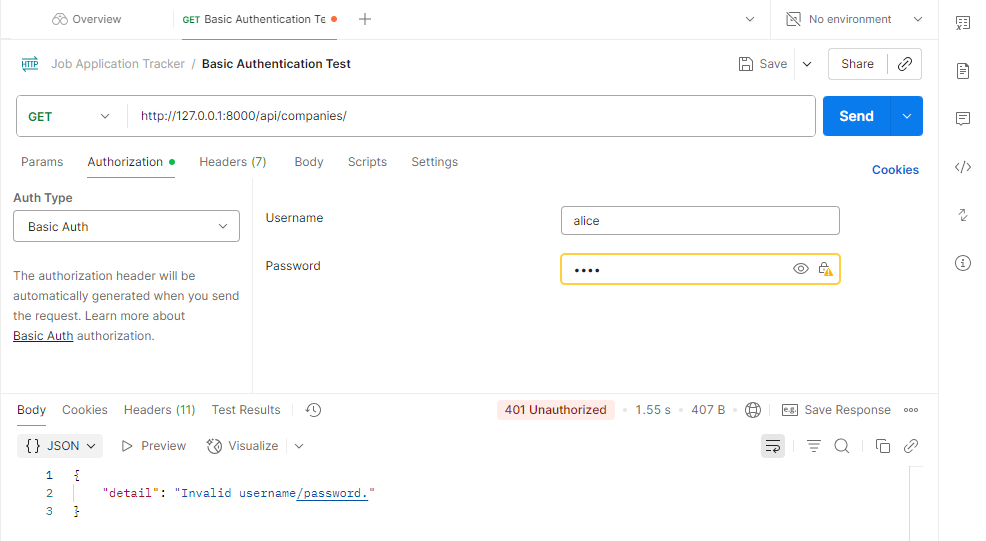 Overview
GET Basic Authentication Te
No environment
HTTP Job Application Tracker / Basic Authentication Test
Save
Share
GET http://127.0.0.1:8000/api/companies/
Send
Params Authorization Headers (7) Body Scripts Settings
Cookies
Auth Type
Basic Auth
The authorization header will be
automatically generated when you send
the request. Learn more about
Basic Auth authorization.
Username alice
Password ••••
Body Cookies Headers (11) Test Results
401 Unauthorized • 1.55 s • 407 B •
e.g. Save Response
{} JSON Preview Visualize
1 {
2 "detail": "Invalid username/password."
3 }